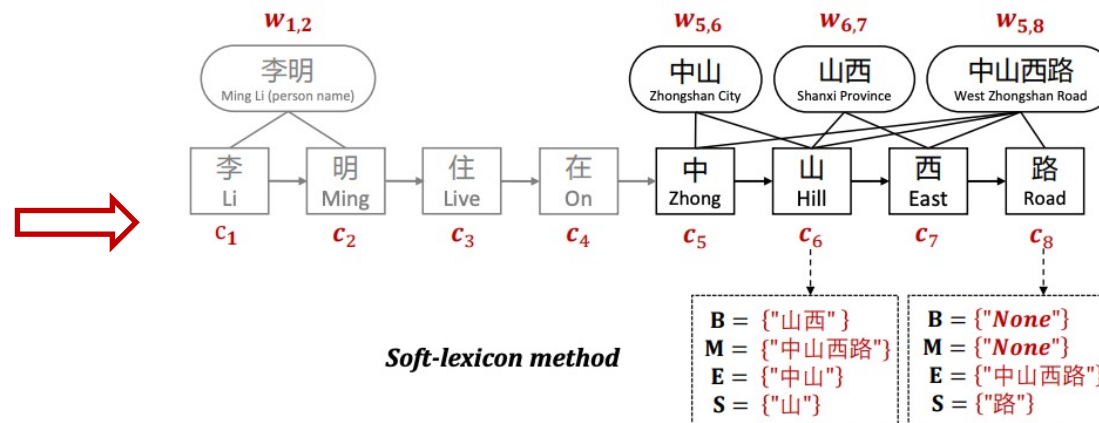 w1,2 w5,6 w6,7 w5,8
李明 中山 山西 中山西路
Ming Li (person name) Zhongshan City Shanxi Province West Zhongshan Road
李 明 住 在 中 山 西 路
Li Ming Live On Zhong Hill East Road
c1 c2 c3 c4 c5 c6 c7 c8
B = {"山西"} B = {"None"}
M = {"中山西路"} M = {"None"}
Soft-lexicon method
E = {"中山"} E = {"中山西路"}
S = {"山"} S = {"路"}